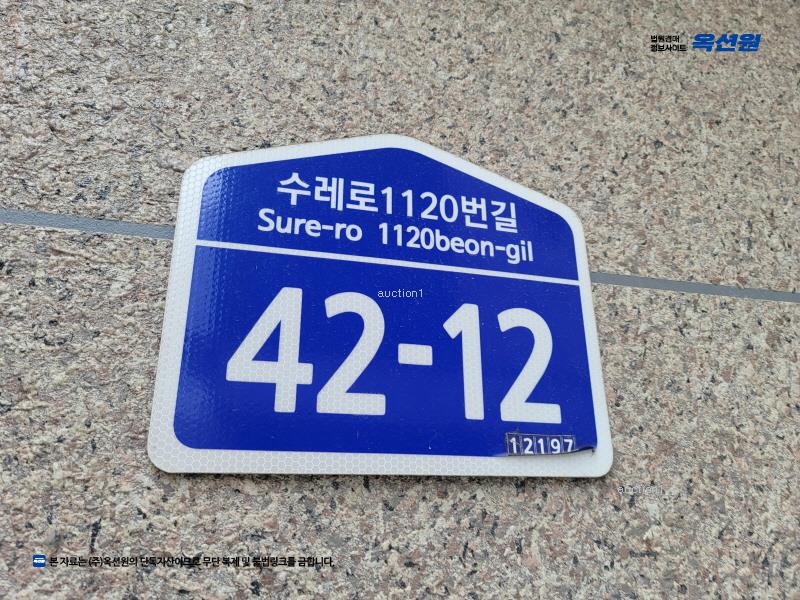 법원경매
정보사이트 옥션원
수레로1120번길
Sure-ro 1120beon-gil
auction1
42-12
12197
auction1
본 자료는 (주)옥션원의 단독자산이므로 무단 복제 및 불법링크를 금합니다.